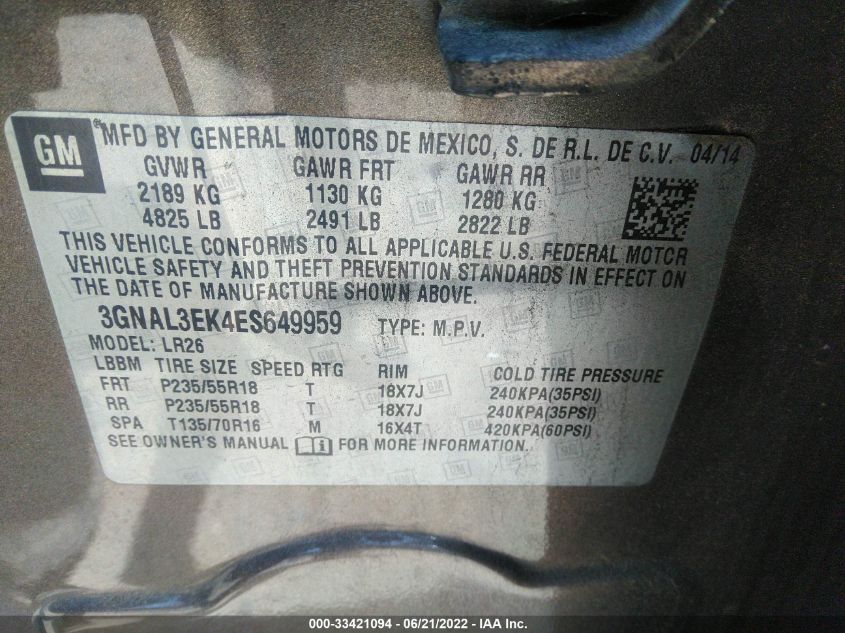 GM
MFD BY GENERAL MOTORS DE MEXICO, S. DE R.L. DE C.V. 04/14
GVWR GAWR FRT GAWR RR
2189 KG 1130 KG 1280 KG
4825 LB 2491 LB 2822 LB
THIS VEHICLE CONFORMS TO ALL APPLICABLE U.S. FEDERAL MOTOR
VEHICLE SAFETY AND THEFT PREVENTION STANDARDS IN EFFECT ON
THE DATE OF MANUFACTURE SHOWN ABOVE.
3GNAL3EK4ES649959 TYPE: M.P.V.
MODEL: LR26
LBBM TIRE SIZE SPEED RTG RIM COLD TIRE PRESSURE
FRT P235/55R18 T 18X7J 240KPA(35PSI)
RR P235/55R18 T 18X7J 240KPA(35PSI)
SPA T135/70R16 M 16X4T 420KPA(60PSI)
SEE OWNER'S MANUAL FOR MORE INFORMATION.
000-33421094 - 06/21/2022 - IAA Inc.